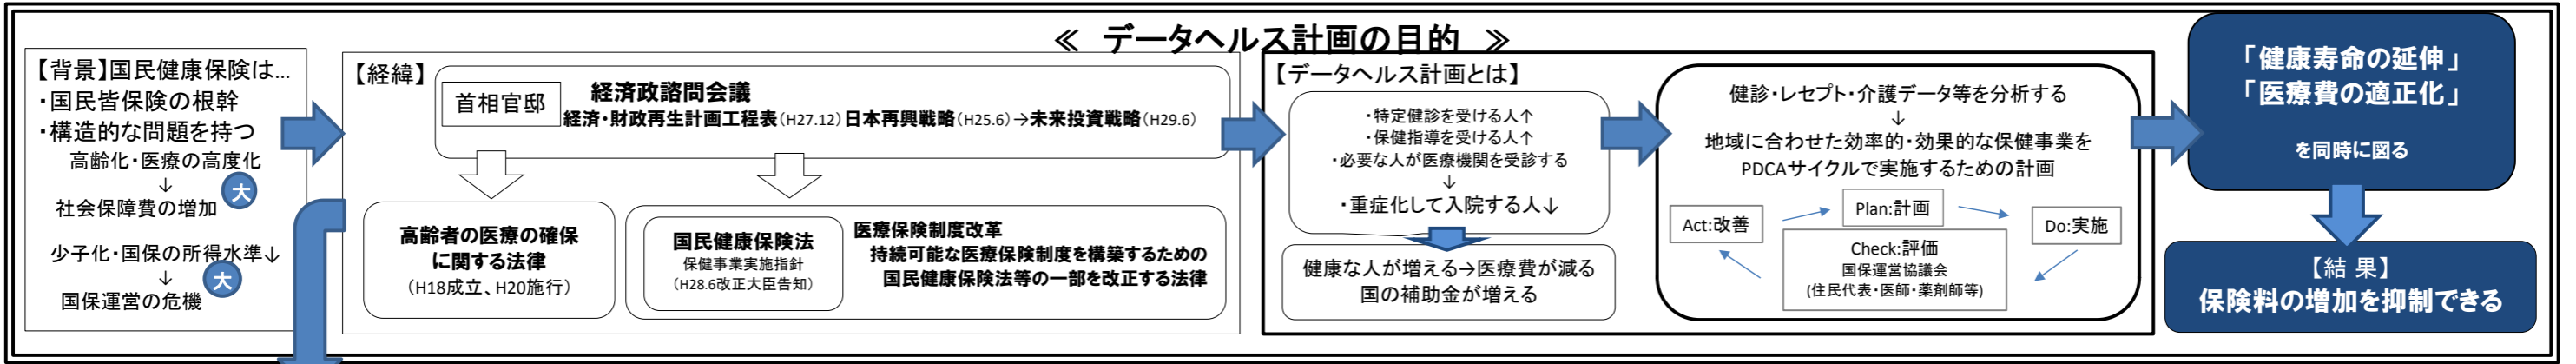 ≪ データヘルス計画の目的 ≫
【背景】国民健康保険は…
・国民皆保険の根幹
・構造的な問題を持つ
高齢化・医療の高度化
↓
社会保障費の増加
大
少子化・国保の所得水準↓
↓
国保運営の危機
大
【経緯】
首相官邸
経済政諮問会議
経済・財政再生計画工程表(H27.12)日本再興戦略(H25.6)→未来投資戦略(H29.6)
高齢者の医療の確保
に関する法律
(H18成立、H20施行)
国民健康保険法
保健事業実施指針
(H28.6改正大臣告知)
医療保険制度改革
持続可能な医療保険制度を構築するための
国民健康保険法等の一部を改正する法律
【データヘルス計画とは】
・特定健診を受ける人↑
・保健指導を受ける人↑
・必要な人が医療機関を受診する
↓
・重症化して入院する人↓
健康な人が増える→医療費が減る
国の補助金が増える
健診・レセプト・介護データ等を分析する
↓
地域に合わせた効率的・効果的な保健事業を
PDCAサイクルで実施するための計画
Plan:計画
Act:改善
Do:実施
Check:評価
国保運営協議会
(住民代表・医師・薬剤師等)
「健康寿命の延伸」
「医療費の適正化」
を同時に図る
【結 果】
保険料の増加を抑制できる